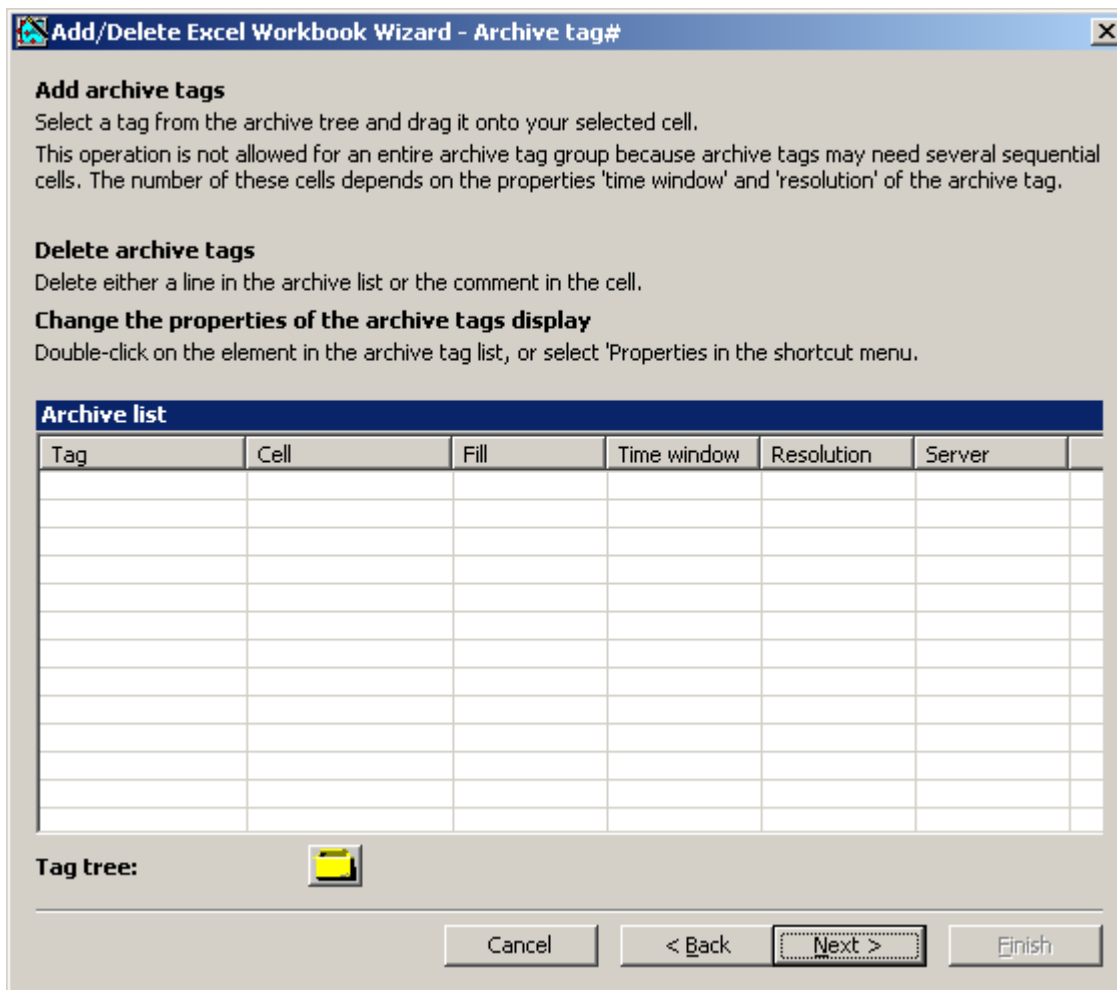 Add/Delete Excel Workbook Wizard - Archive tag#
Add archive tags
Select a tag from the archive tree and drag it onto your selected cell.
This operation is not allowed for an entire archive tag group because archive tags may need several sequential
cells. The number of these cells depends on the properties 'time window' and 'resolution' of the archive tag.
Delete archive tags
Delete either a line in the archive list or the comment in the cell.
Change the properties of the archive tags display
Double-click on the element in the archive tag list, or select 'Properties in the shortcut menu.
Archive list
Tag Cell Fill Time window Resolution Server
Tag tree:
Cancel < Back Next > Finish